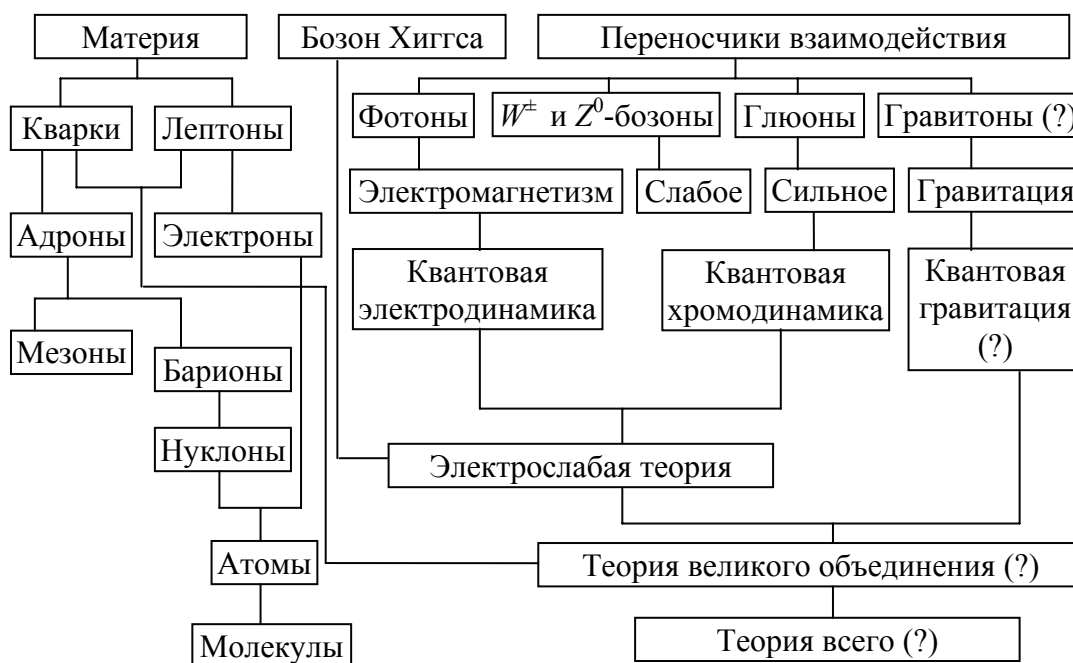 Материя
Бозон Хиггса
Переносчики взаимодействия
Кварки
Лептоны
Фотоны
W± и Z⁰-бозоны
Глюоны
Гравитоны (?)
Электромагнетизм
Слабое
Сильное
Гравитация
Адроны
Электроны
Квантовая
электродинамика
Квантовая
хромодинамика
Квантовая
гравитация
(?)
Мезоны
Барионы
Нуклоны
Электрослабая теория
Атомы
Теория великого объединения (?)
Молекулы
Теория всего (?)